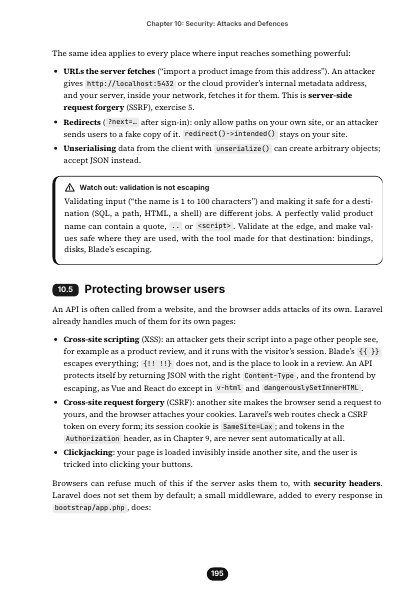 Chapter 10: Security: Attacks and Defences
The same idea applies to every place where input reaches something powerful:
• URLs the server fetches (“import a product image from this address”). An attacker
gives http://localhost:5432 or the cloud provider’s internal metadata address,
and your server, inside your network, fetches it for them. This is server-side
request forgery (SSRF), exercise 5.
• Redirects (?next=… after sign-in): only allow paths on your own site, or an attacker
sends users to a fake copy of it. redirect()->intended() stays on your site.
• Unserialising data from the client with unserialize() can create arbitrary objects;
accept JSON instead.
Watch out: validation is not escaping
Validating input (“the name is 1 to 100 characters”) and making it safe for a desti-
nation (SQL, a path, HTML, a shell) are different jobs. A perfectly valid product
name can contain a quote, .. or <script>. Validate at the edge, and make val-
ues safe where they are used, with the tool made for that destination: bindings,
disks, Blade’s escaping.
10.5 Protecting browser users
An API is often called from a website, and the browser adds attacks of its own. Laravel
already handles much of them for its own pages:
• Cross-site scripting (XSS): an attacker gets their script into a page other people see,
for example as a product review, and it runs with the visitor’s session. Blade’s {{ }}
escapes everything; {!! !!} does not, and is the place to look in a review. An API
protects itself by returning JSON with the right Content-Type, and the frontend by
escaping, as Vue and React do except in v-html and dangerouslySetInnerHTML.
• Cross-site request forgery (CSRF): another site makes the browser send a request to
yours, and the browser attaches your cookies. Laravel’s web routes check a CSRF
token on every form; its session cookie is SameSite=Lax; and tokens in the
Authorization header, as in Chapter 9, are never sent automatically at all.
• Clickjacking: your page is loaded invisibly inside another site, and the user is
tricked into clicking your buttons.
Browsers can refuse much of this if the server asks them to, with security headers.
Laravel does not set them by default; a small middleware, added to every response in
bootstrap/app.php, does:
195